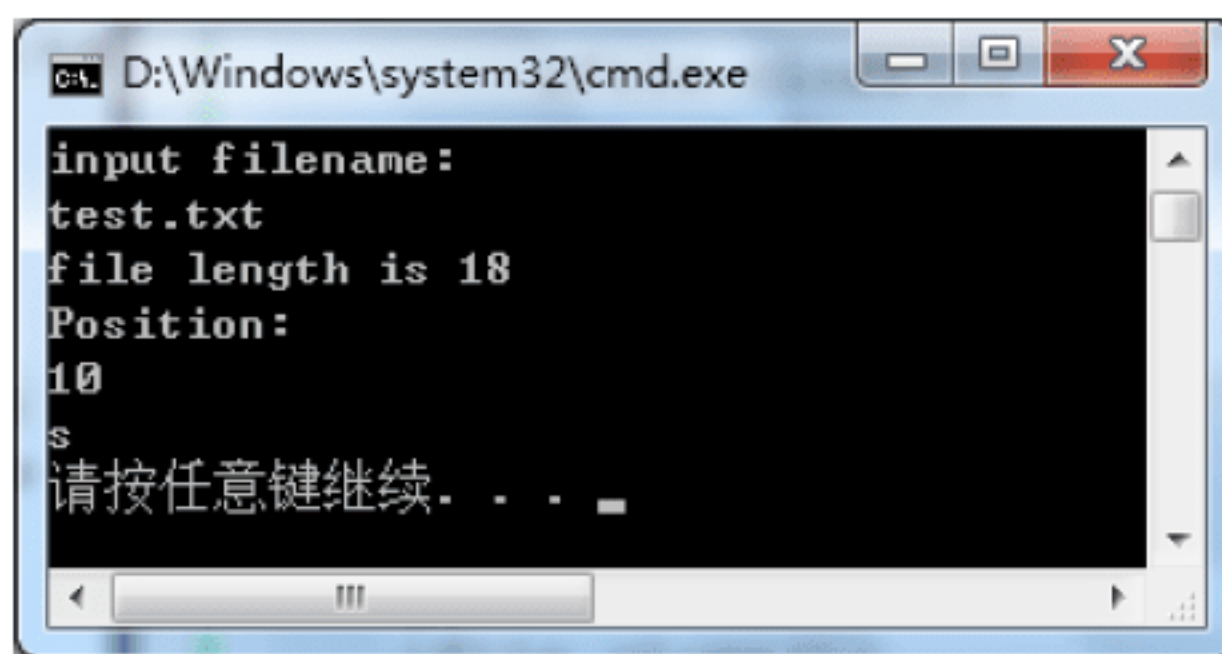 D:\Windows\system32\cmd.exe
input filename:
test.txt
file length is 18
Position:
10
s
请按任意键继续. . .